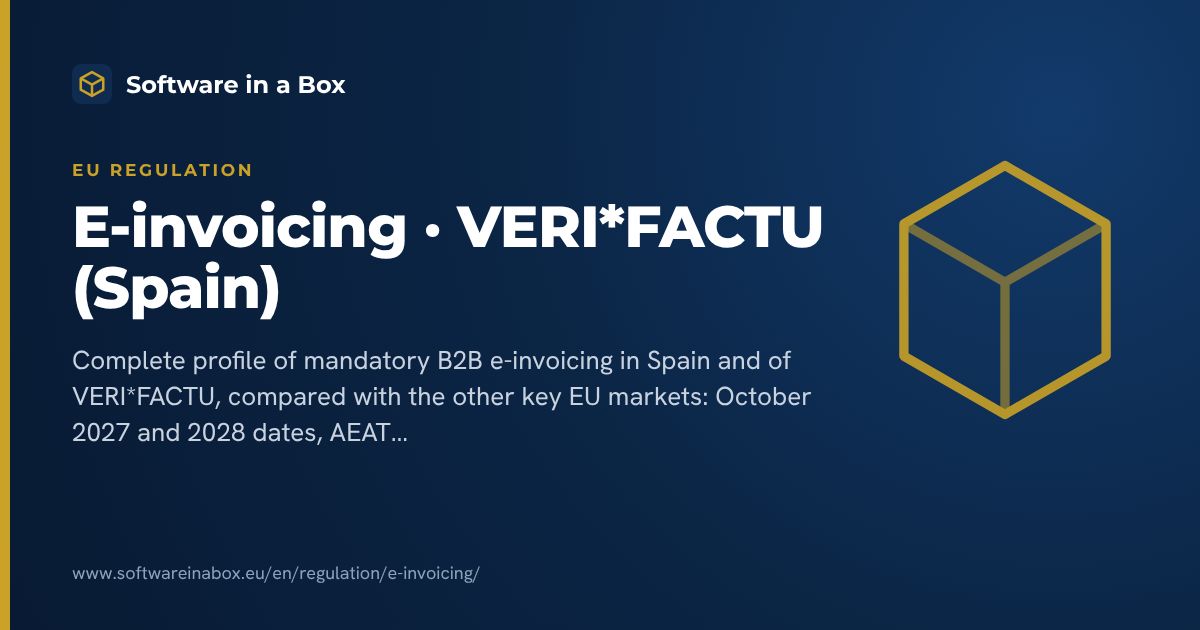 Software in a Box
EU REGULATION
E-invoicing · VERI*FACTU
(Spain)
Complete profile of mandatory B2B e-invoicing in Spain and of
VERI*FACTU, compared with the other key EU markets: October
2027 and 2028 dates, AEAT…
www.softwareinabox.eu/en/regulation/e-invoicing/